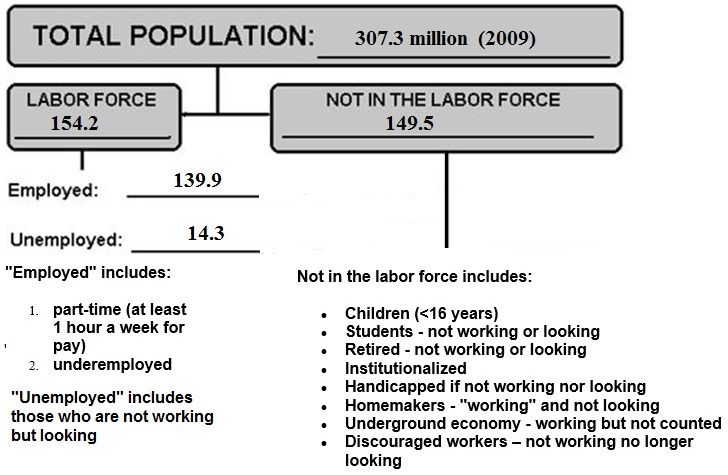 TOTAL POPULATION: 307.3 million (2009)
LABOR FORCE
154.2
NOT IN THE LABOR FORCE
149.5
Employed: 139.9
Unemployed: 14.3
"Employed" includes:
1. part-time (at least
1 hour a week for
pay)
2. underemployed
"Unemployed" includes
those who are not working
but looking
Not in the labor force includes:
• Children (<16 years)
• Students - not working or looking
• Retired - not working or looking
• Institutionalized
• Handicapped if not working nor looking
• Homemakers - "working" and not looking
• Underground economy - working but not counted
• Discouraged workers – not working no longer
looking